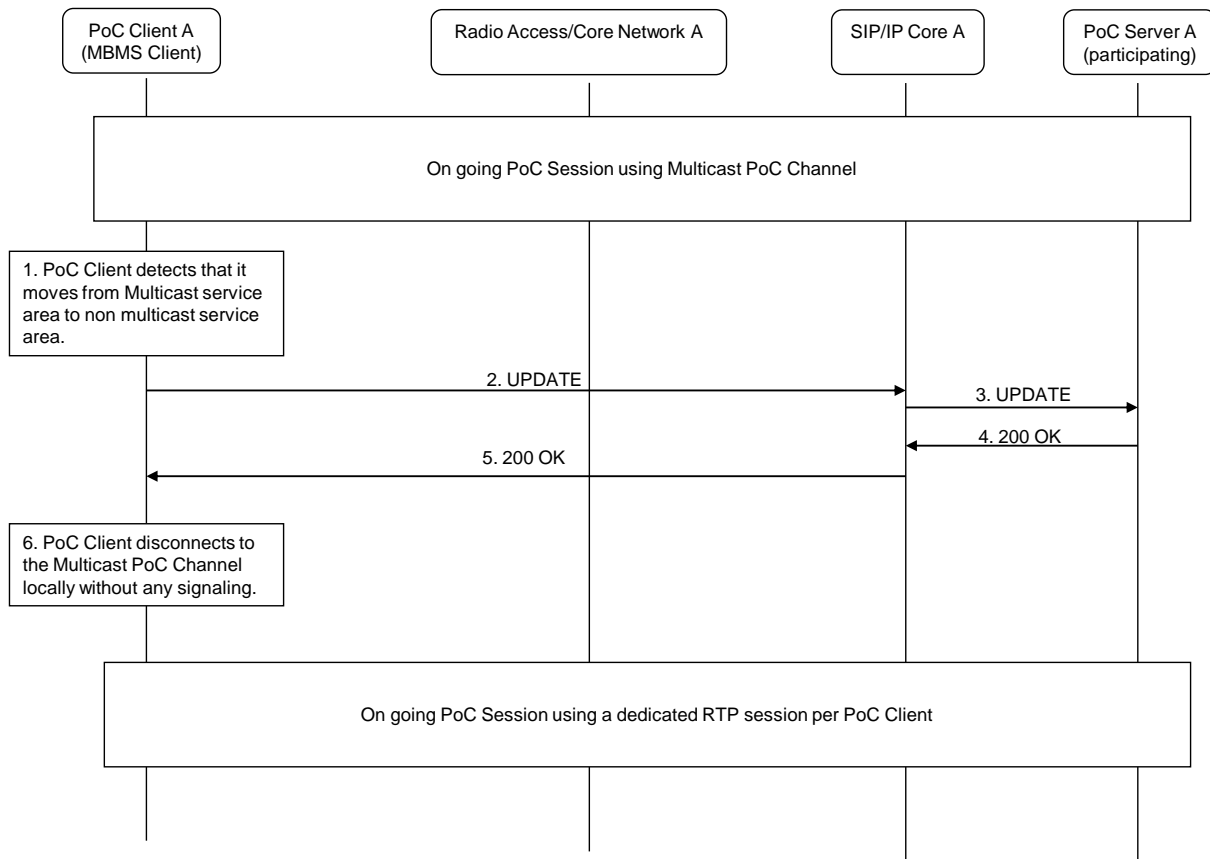 PoC Client A
(MBMS Client)
Radio Access/Core Network A
SIP/IP Core A
PoC Server A
(participating)
On going PoC Session using Multicast PoC Channel
1. PoC Client detects that it
moves from Multicast service
area to non multicast service
area.
2. UPDATE
3. UPDATE
4. 200 OK
5. 200 OK
6. PoC Client disconnects to
the Multicast PoC Channel
locally without any signaling.
On going PoC Session using a dedicated RTP session per PoC Client